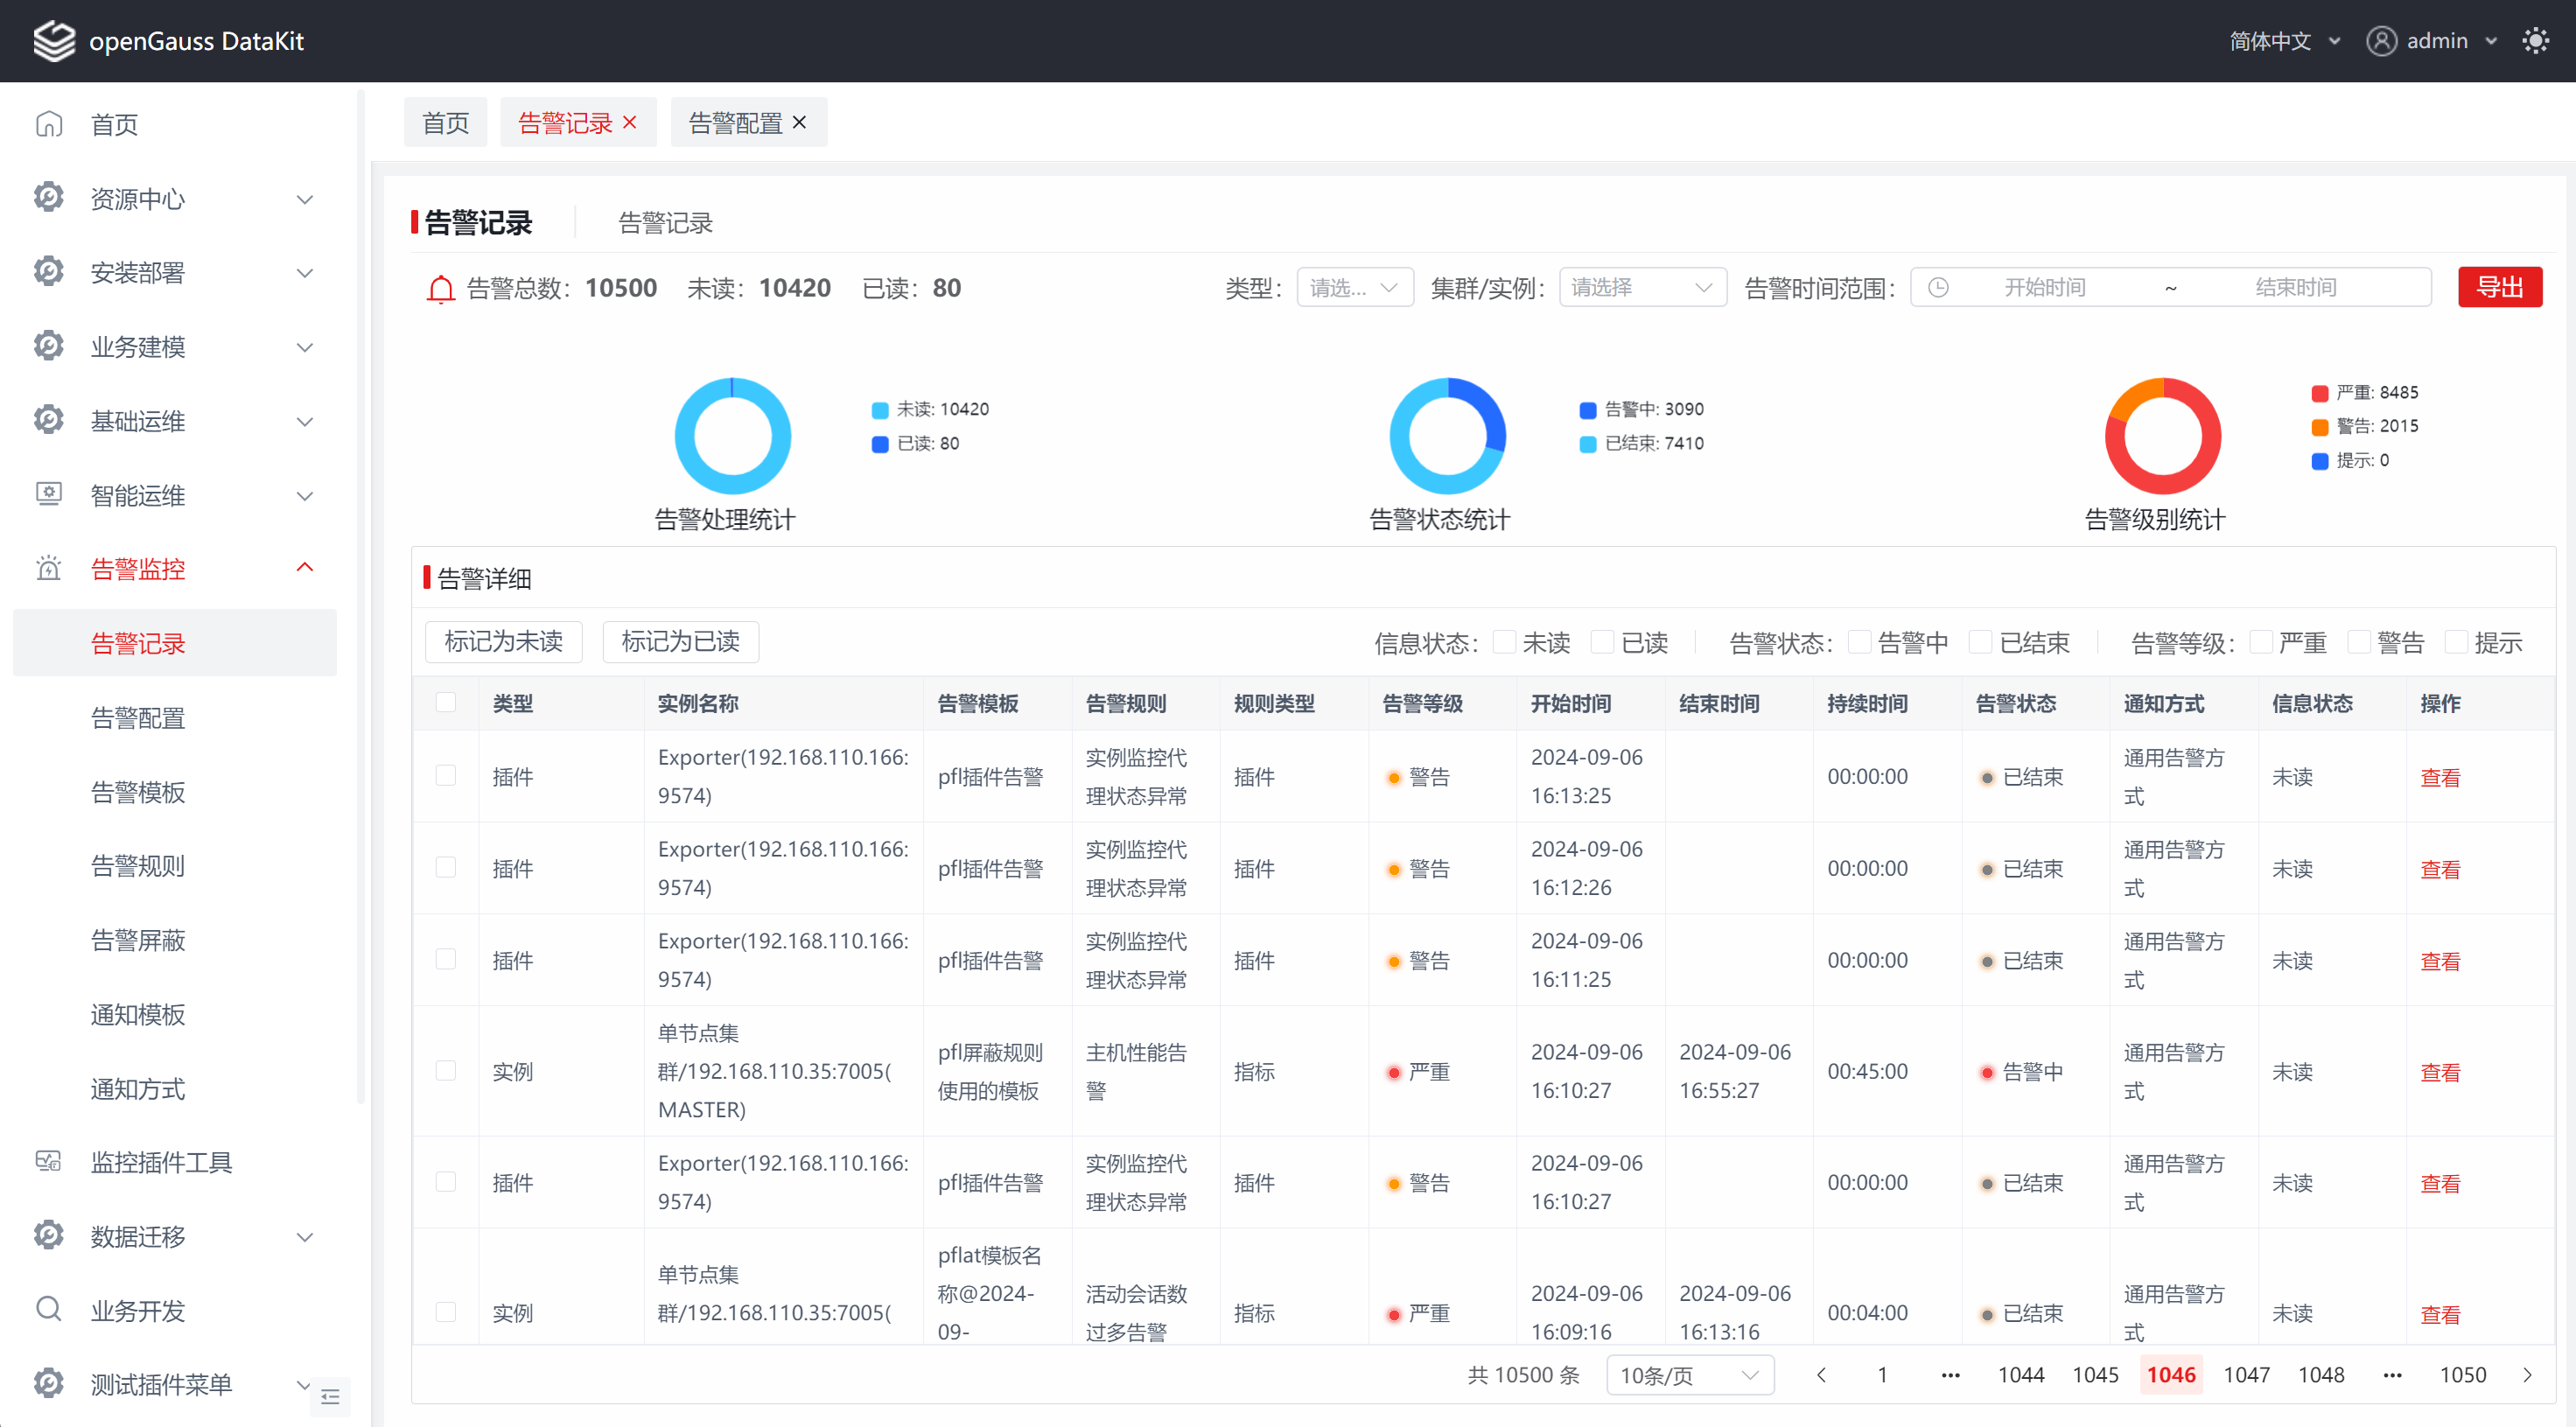 openGauss DataKit
简体中文
admin
首页
资源中心
安装部署
业务建模
基础运维
智能运维
告警监控
告警记录
告警配置
告警模板
告警规则
告警屏蔽
通知模板
通知方式
监控插件工具
数据迁移
业务开发
测试插件菜单
首页
告警记录 ×
告警配置 ×
告警记录
告警记录
告警总数: 10500 未读: 10420 已读: 80
类型: 请选... 集群/实例: 请选择 告警时间范围: 开始时间 ~ 结束时间 导出
未读: 10420
已读: 80
告警处理统计
告警中: 3090
已结束: 7410
告警状态统计
严重: 8485
警告: 2015
提示: 0
告警级别统计
告警详细
标记为未读 标记为已读 信息状态: 未读 已读 告警状态: 告警中 已结束 告警等级: 严重 警告 提示
类型 实例名称 告警模板 告警规则 规则类型 告警等级 开始时间 结束时间 持续时间 告警状态 通知方式 信息状态 操作
插件 Exporter(192.168.110.166:9574) pfl插件告警 实例监控代理状态异常 插件 警告 2024-09-06 16:13:25 00:00:00 已结束 通用告警方式 未读 查看
插件 Exporter(192.168.110.166:9574) pfl插件告警 实例监控代理状态异常 插件 警告 2024-09-06 16:12:26 00:00:00 已结束 通用告警方式 未读 查看
插件 Exporter(192.168.110.166:9574) pfl插件告警 实例监控代理状态异常 插件 警告 2024-09-06 16:11:25 00:00:00 已结束 通用告警方式 未读 查看
实例 单节点集群/192.168.110.35:7005(MASTER) pfl屏蔽规则使用的模板 主机性能告警 指标 严重 2024-09-06 16:10:27 2024-09-06 16:55:27 00:45:00 告警中 通用告警方式 未读 查看
插件 Exporter(192.168.110.166:9574) pfl插件告警 实例监控代理状态异常 插件 警告 2024-09-06 16:10:27 00:00:00 已结束 通用告警方式 未读 查看
实例 单节点集群/192.168.110.35:7005( pflat模板名称@2024-09- 活动会话数过多告警 指标 严重 2024-09-06 16:09:16 2024-09-06 16:13:16 00:04:00 已结束 通用告警方式 未读 查看
共 10500 条 10条/页 < 1 ··· 1044 1045 1046 1047 1048 ··· 1050 >